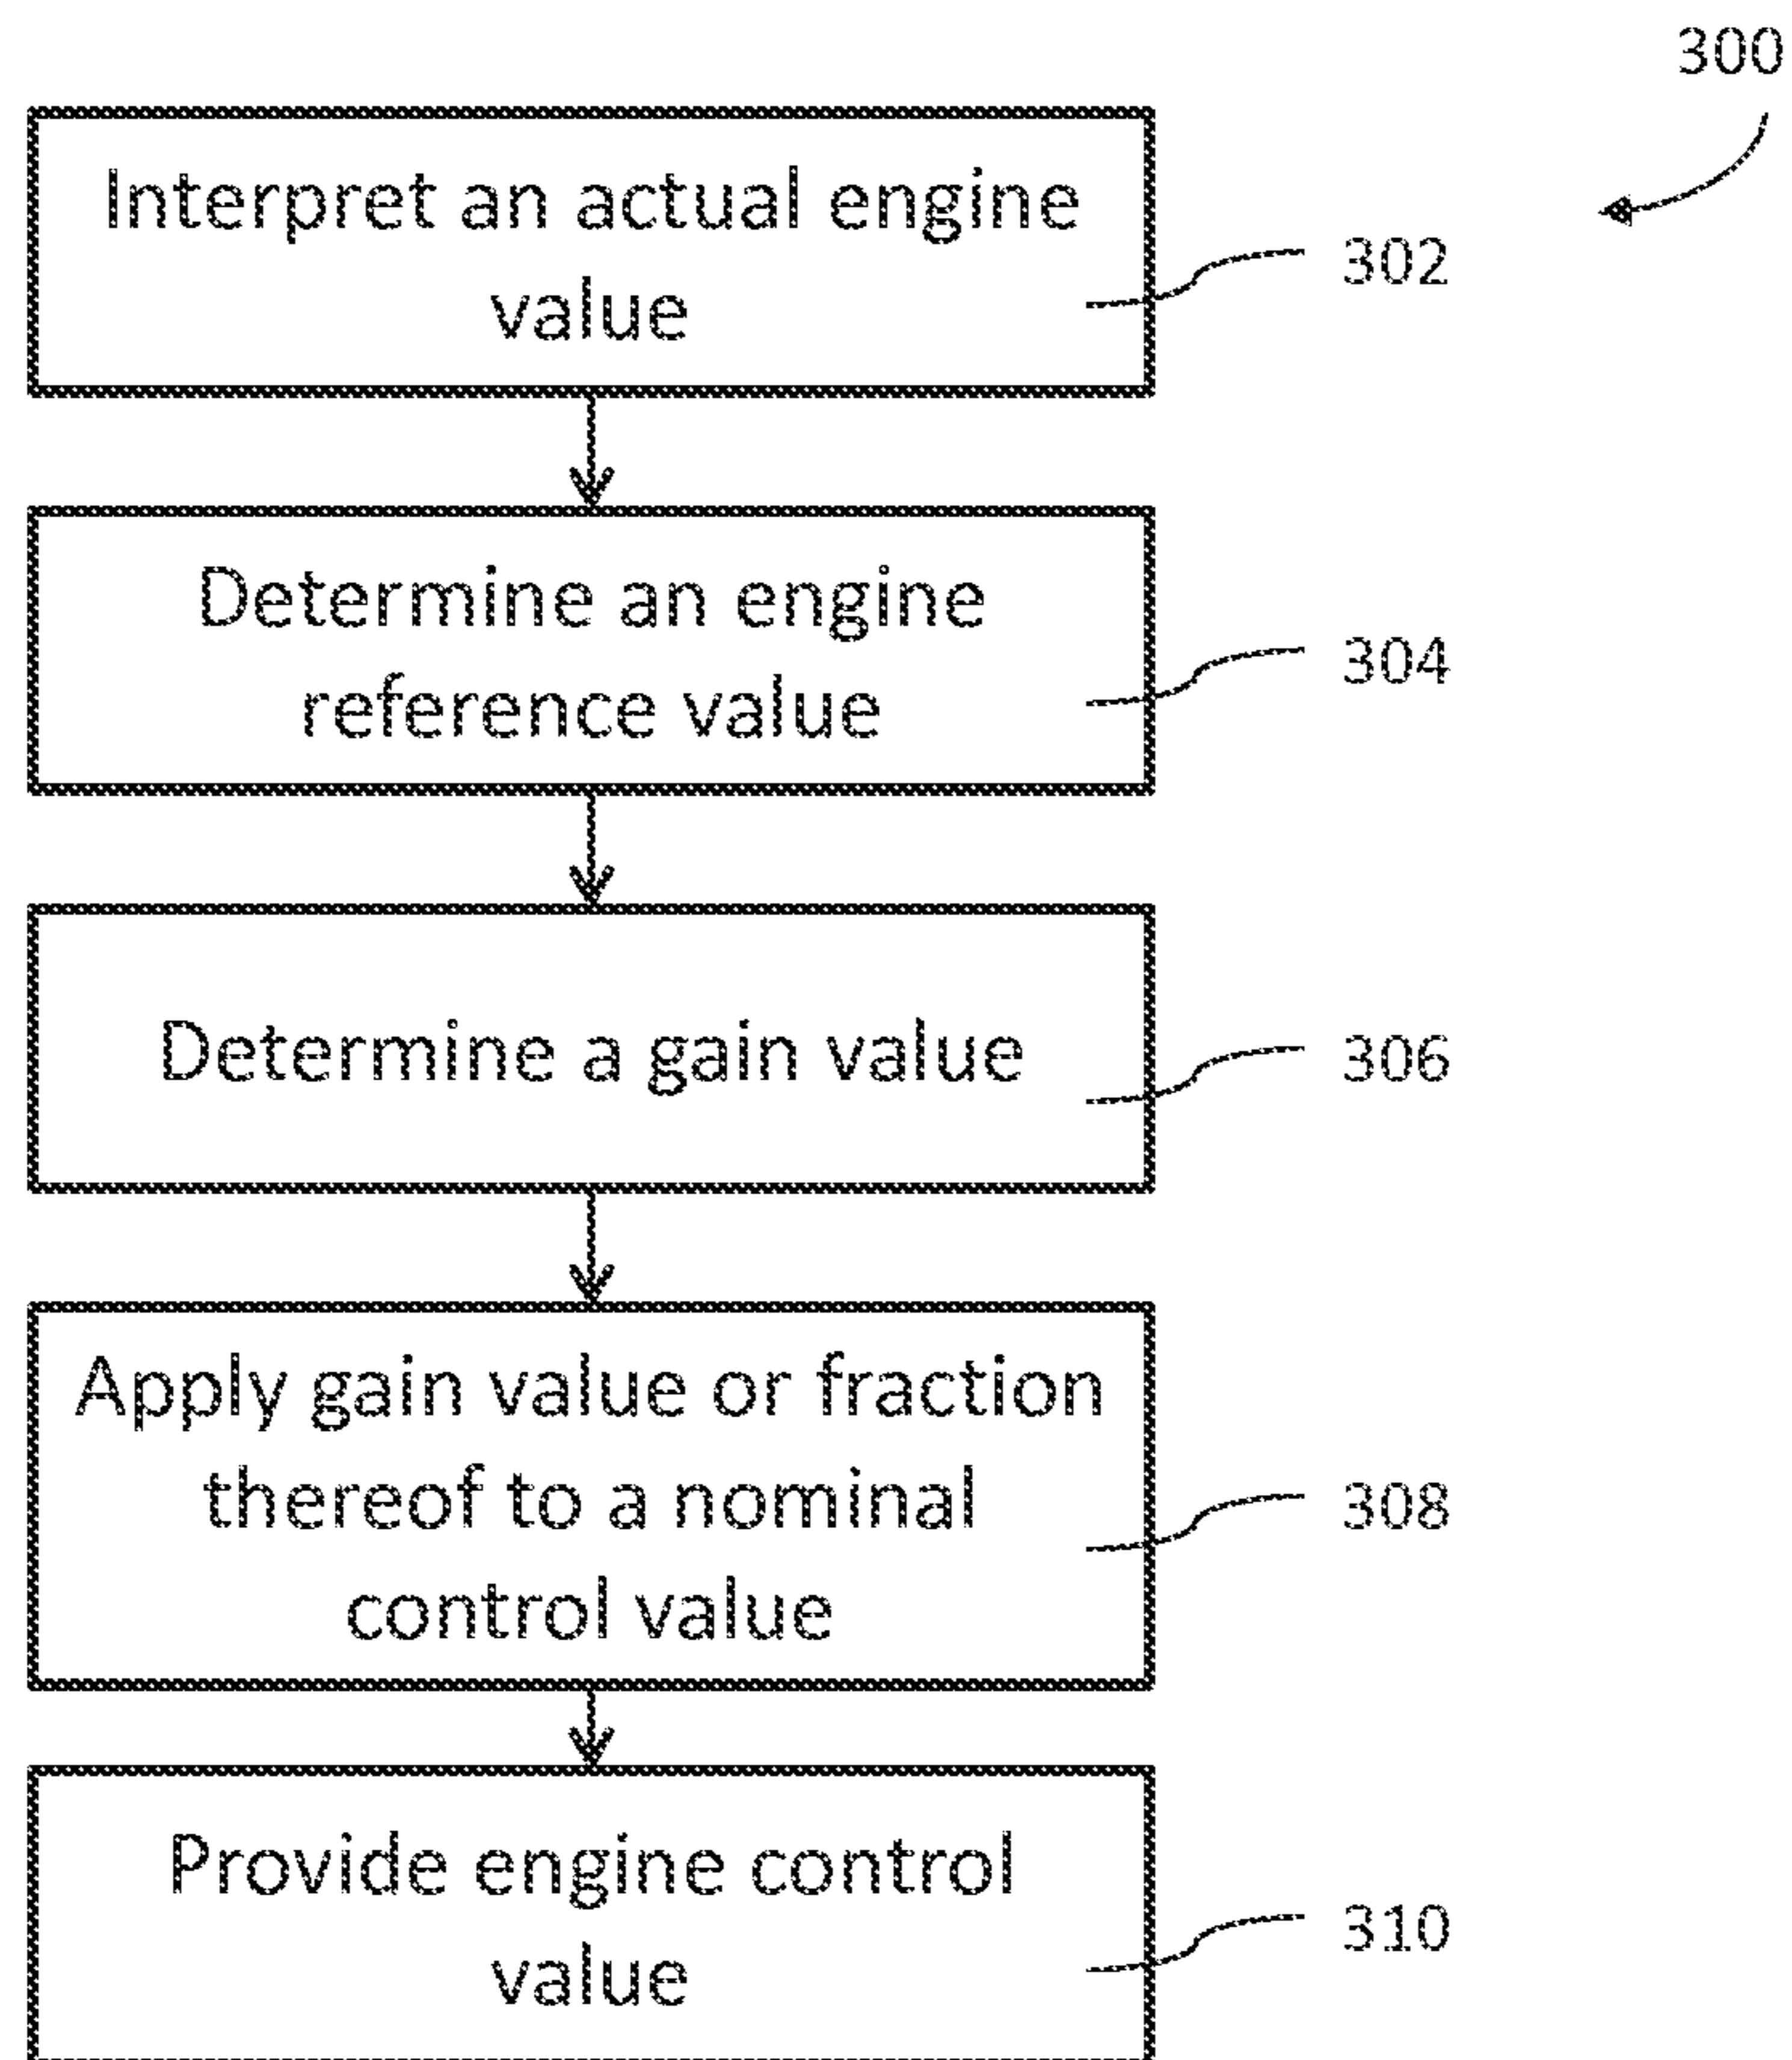 300
Interpret an actual engine
value
302
Determine an engine
reference value
304
Determine a gain value
306
Apply gain value or fraction
thereof to a nominal
control value
308
Provide engine control
value
310